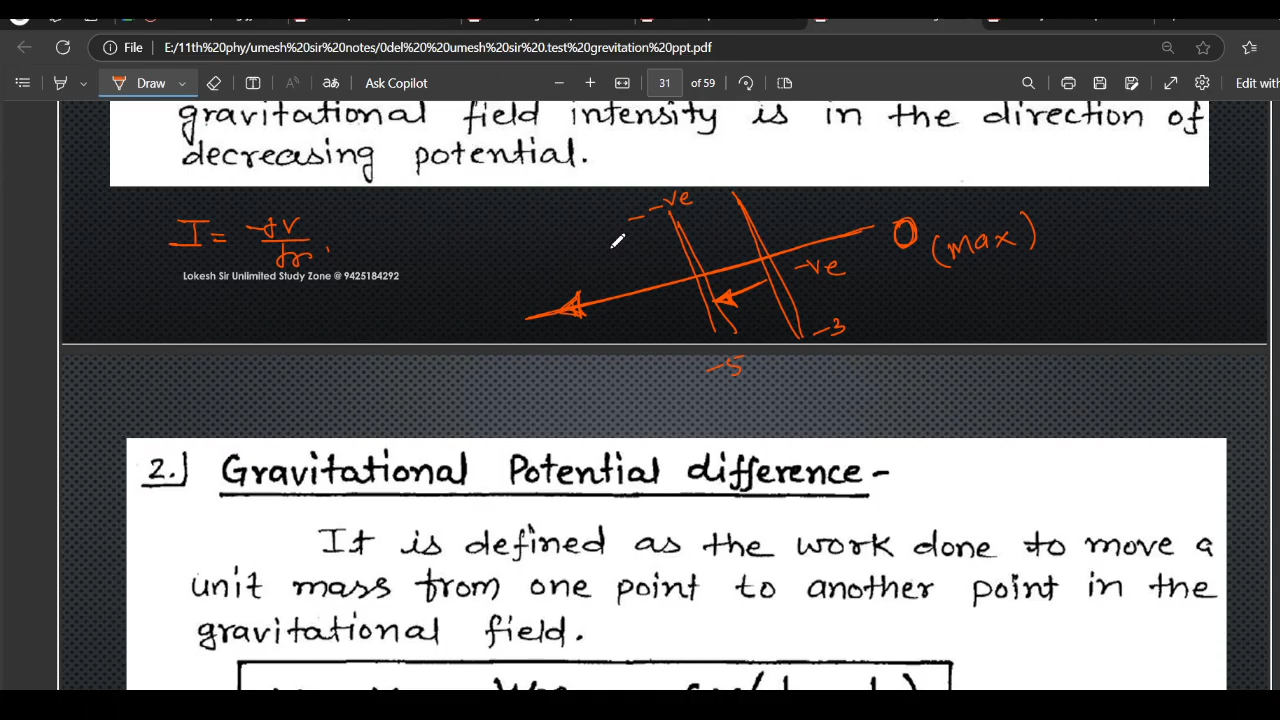 File E:/11th%20phy/umesh%20sir%20notes/0del%20%20umesh%20sir%20.test%20grevitation%20ppt.pdf
Draw aあ Ask Copilot 31 of 59 Edit with
gravitational field intensity is in the direction of
decreasing potential.
I = -dV
dr
Lokesh Sir Unlimited Study Zone @ 9425184292
- -ve
O (max)
-ve
-3
-5
2.] Gravitational Potential difference-
It is defined as the work done to move a
unit mass from one point to another point in the
gravitational field.